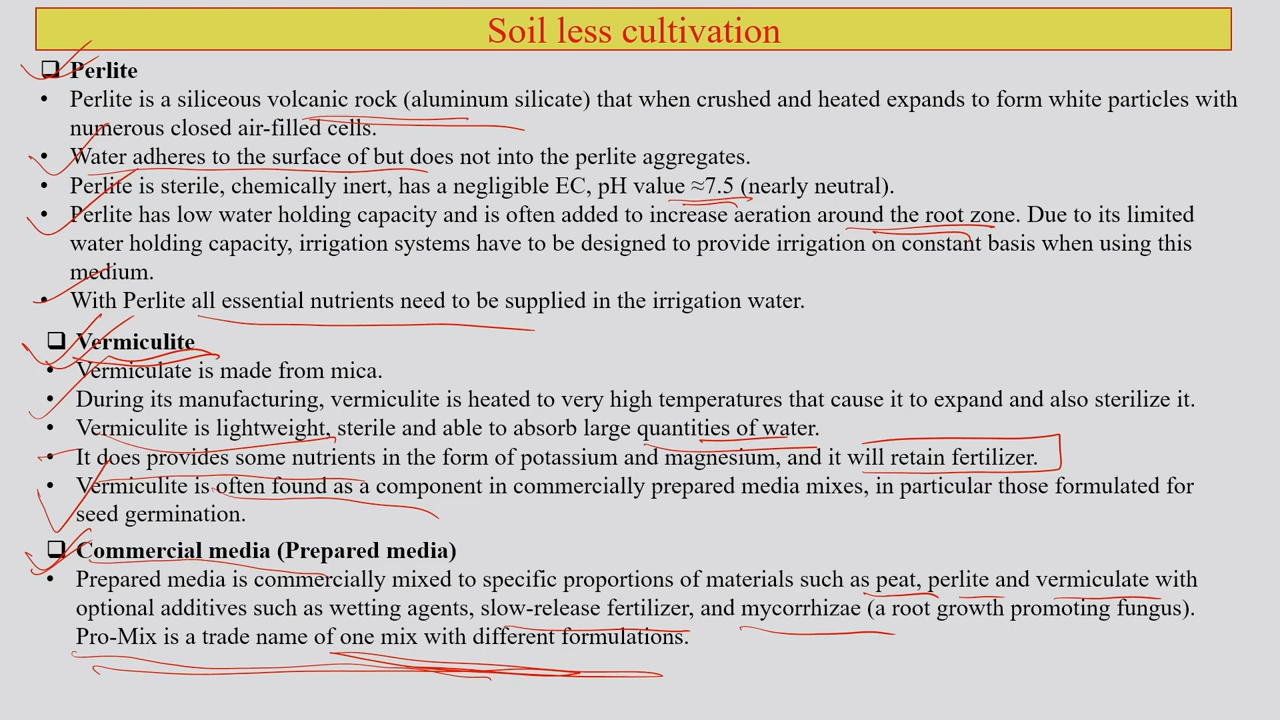 Soil less cultivation
❑ Perlite
• Perlite is a siliceous volcanic rock (aluminum silicate) that when crushed and heated expands to form white particles with
numerous closed air-filled cells.
• Water adheres to the surface of but does not into the perlite aggregates.
• Perlite is sterile, chemically inert, has a negligible EC, pH value ≈7.5 (nearly neutral).
• Perlite has low water holding capacity and is often added to increase aeration around the root zone. Due to its limited
water holding capacity, irrigation systems have to be designed to provide irrigation on constant basis when using this
medium.
• With Perlite all essential nutrients need to be supplied in the irrigation water.
❑ Vermiculite
• Vermiculate is made from mica.
• During its manufacturing, vermiculite is heated to very high temperatures that cause it to expand and also sterilize it.
• Vermiculite is lightweight, sterile and able to absorb large quantities of water.
• It does provides some nutrients in the form of potassium and magnesium, and it will retain fertilizer.
• Vermiculite is often found as a component in commercially prepared media mixes, in particular those formulated for
seed germination.
❑ Commercial media (Prepared media)
• Prepared media is commercially mixed to specific proportions of materials such as peat, perlite and vermiculate with
optional additives such as wetting agents, slow-release fertilizer, and mycorrhizae (a root growth promoting fungus).
Pro-Mix is a trade name of one mix with different formulations.